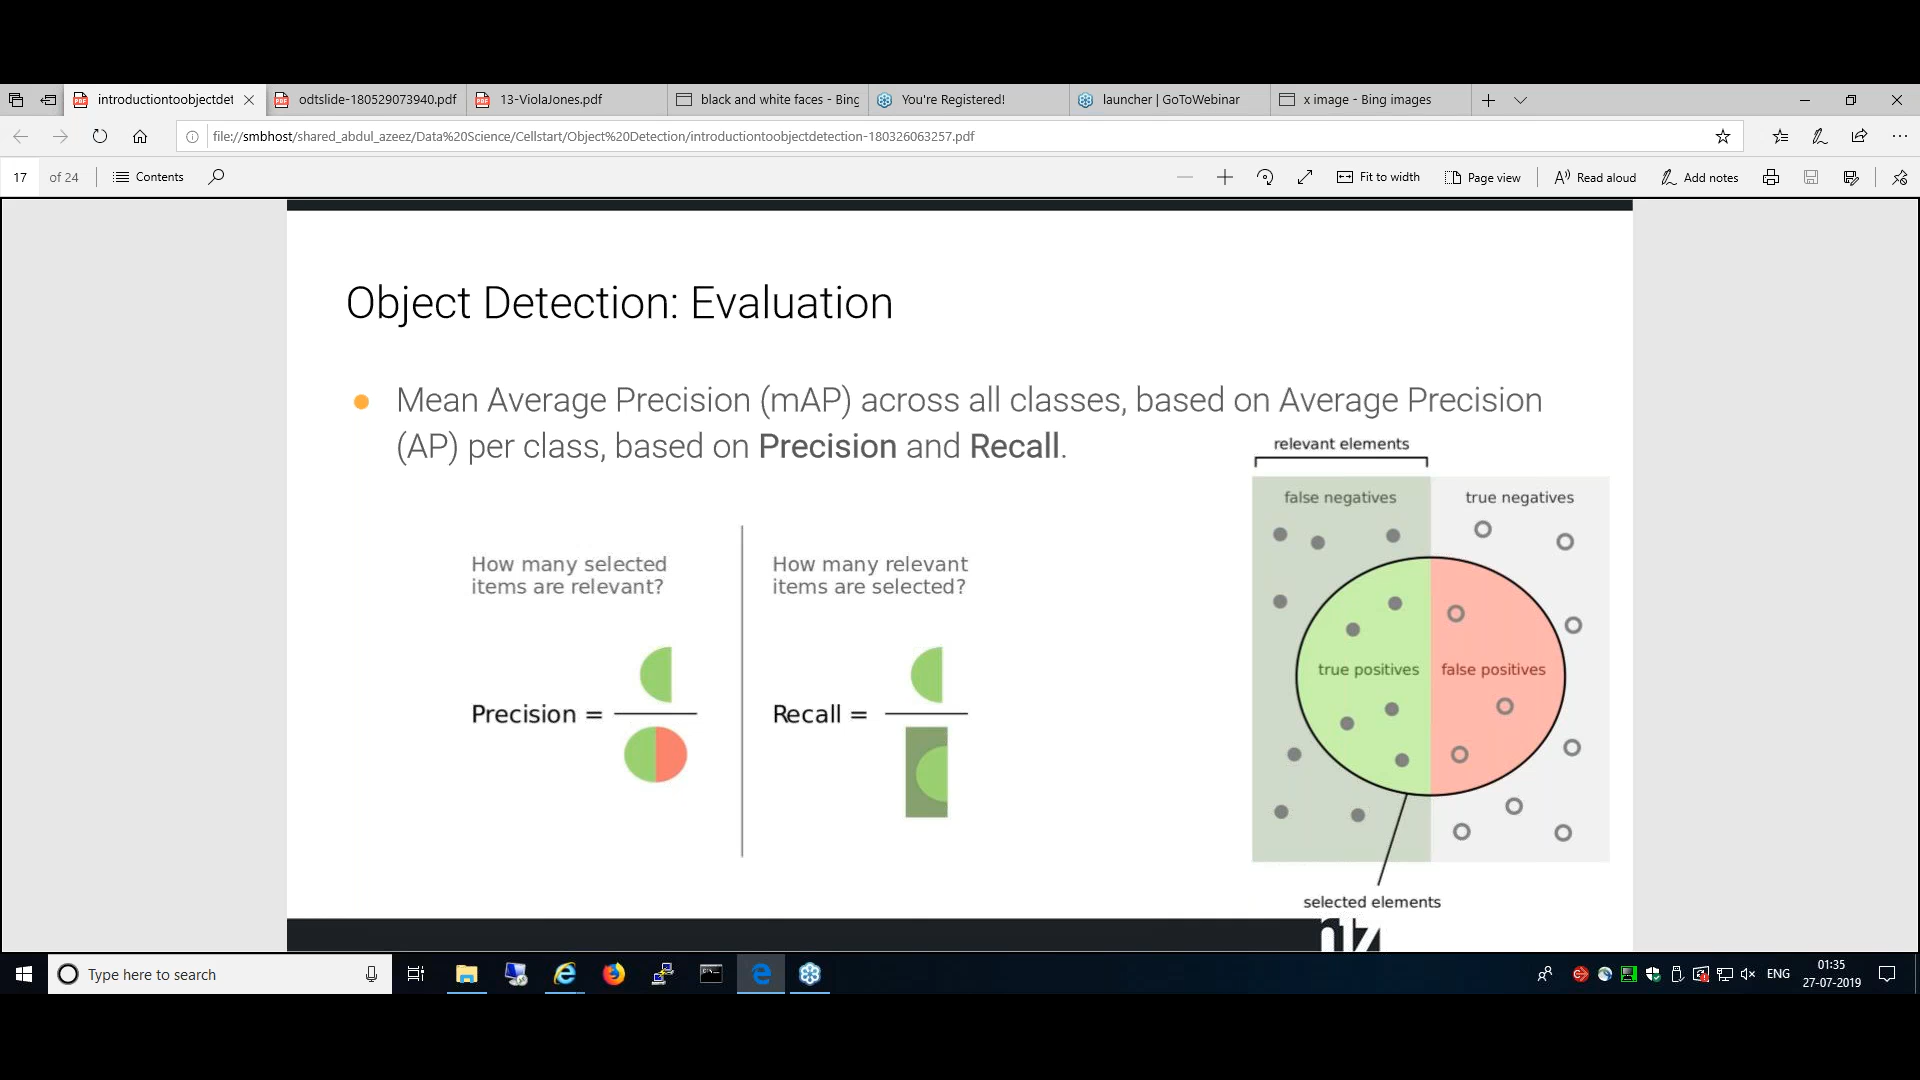 introductiontoobjectdet
odtslide-180529073940.pdf
13-ViolaJones.pdf
black and white faces - Bing
You're Registered!
launcher | GoToWebinar
x image - Bing images
file://smbhost/shared_abdul_azeez/Data%20Science/Cellstart/Object%20Detection/introductiontoobjectdetection-180326063257.pdf
17 of 24
Contents
Fit to width
Page view
Read aloud
Add notes
Object Detection: Evaluation
Mean Average Precision (mAP) across all classes, based on Average Precision
(AP) per class, based on Precision and Recall.
relevant elements
false negatives
true negatives
How many selected
items are relevant?
How many relevant
items are selected?
true positives
false positives
Precision =
Recall =
selected elements
Type here to search
ENG
01:35
27-07-2019